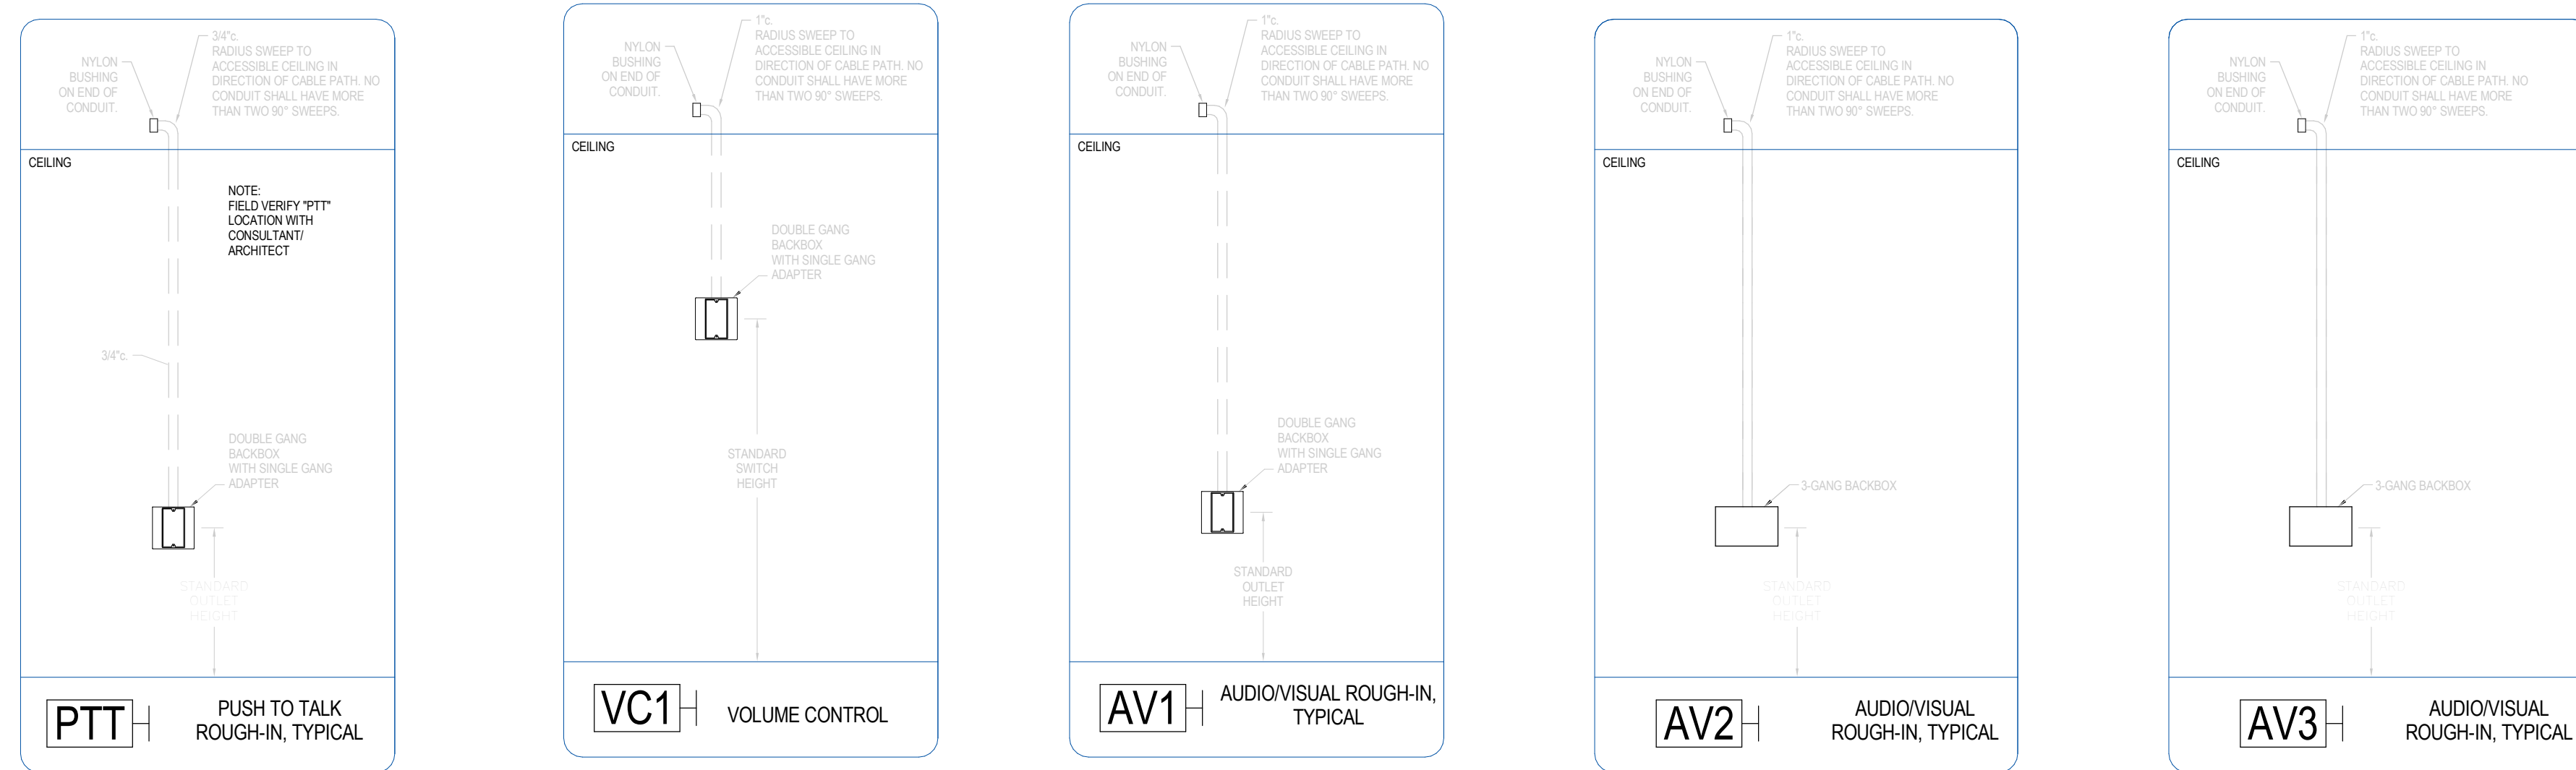 3/4"c.
RADIUS SWEEP TO
ACCESSIBLE CEILING IN
DIRECTION OF CABLE PATH. NO
CONDUIT SHALL HAVE MORE
THAN TWO 90° SWEEPS.
NYLON
BUSHING
ON END OF
CONDUIT.
CEILING
NOTE:
FIELD VERIFY "PTT"
LOCATION WITH
CONSULTANT/
ARCHITECT
3/4"c.
DOUBLE GANG
BACKBOX
WITH SINGLE GANG
ADAPTER
STANDARD
OUTLET
HEIGHT
PTT
PUSH TO TALK
ROUGH-IN, TYPICAL
1"c.
RADIUS SWEEP TO
ACCESSIBLE CEILING IN
DIRECTION OF CABLE PATH. NO
CONDUIT SHALL HAVE MORE
THAN TWO 90° SWEEPS.
NYLON
BUSHING
ON END OF
CONDUIT.
CEILING
DOUBLE GANG
BACKBOX
WITH SINGLE GANG
ADAPTER
STANDARD
SWITCH
HEIGHT
VC1
VOLUME CONTROL
1"c.
RADIUS SWEEP TO
ACCESSIBLE CEILING IN
DIRECTION OF CABLE PATH. NO
CONDUIT SHALL HAVE MORE
THAN TWO 90° SWEEPS.
NYLON
BUSHING
ON END OF
CONDUIT.
CEILING
DOUBLE GANG
BACKBOX
WITH SINGLE GANG
ADAPTER
STANDARD
OUTLET
HEIGHT
AV1
AUDIO/VISUAL ROUGH-IN,
TYPICAL
1"c.
RADIUS SWEEP TO
ACCESSIBLE CEILING IN
DIRECTION OF CABLE PATH. NO
CONDUIT SHALL HAVE MORE
THAN TWO 90° SWEEPS.
NYLON
BUSHING
ON END OF
CONDUIT.
CEILING
3-GANG BACKBOX
STANDARD
OUTLET
HEIGHT
AV2
AUDIO/VISUAL
ROUGH-IN, TYPICAL
1"c.
RADIUS SWEEP TO
ACCESSIBLE CEILING IN
DIRECTION OF CABLE PATH. NO
CONDUIT SHALL HAVE MORE
THAN TWO 90° SWEEPS.
NYLON
BUSHING
ON END OF
CONDUIT.
CEILING
3-GANG BACKBOX
STANDARD
OUTLET
HEIGHT
AV3
AUDIO/VISUAL
ROUGH-IN, TYPICAL